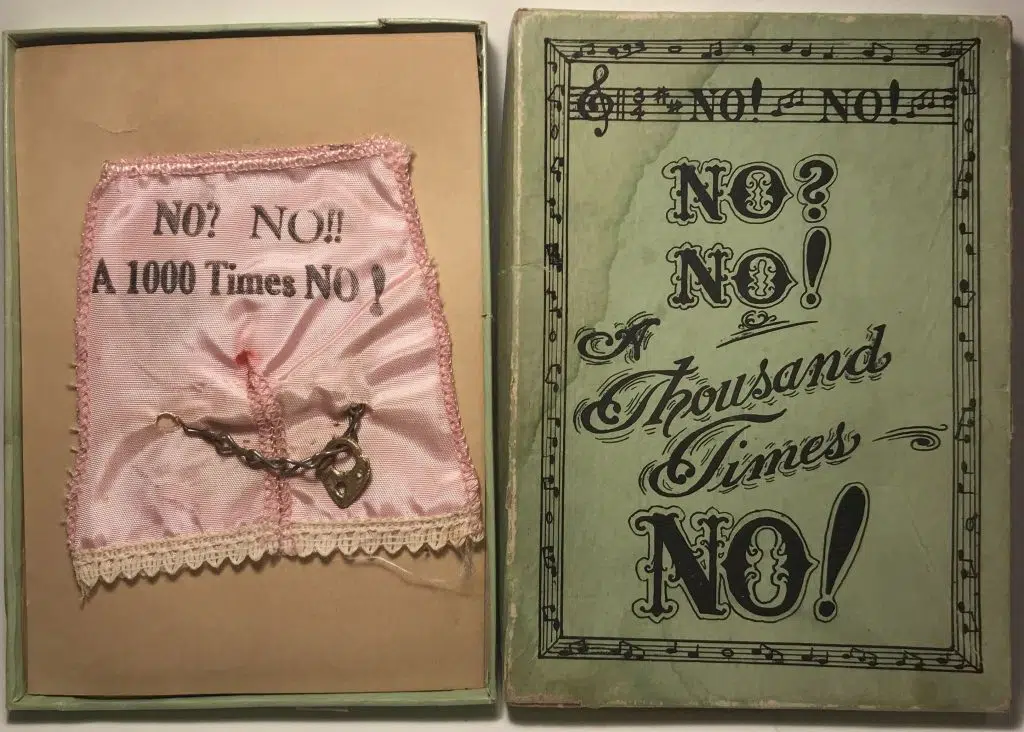 NO? NO!!
A 1000 Times NO!
NO! NO!
NO?
NO!
A
Thousand
Times
NO!